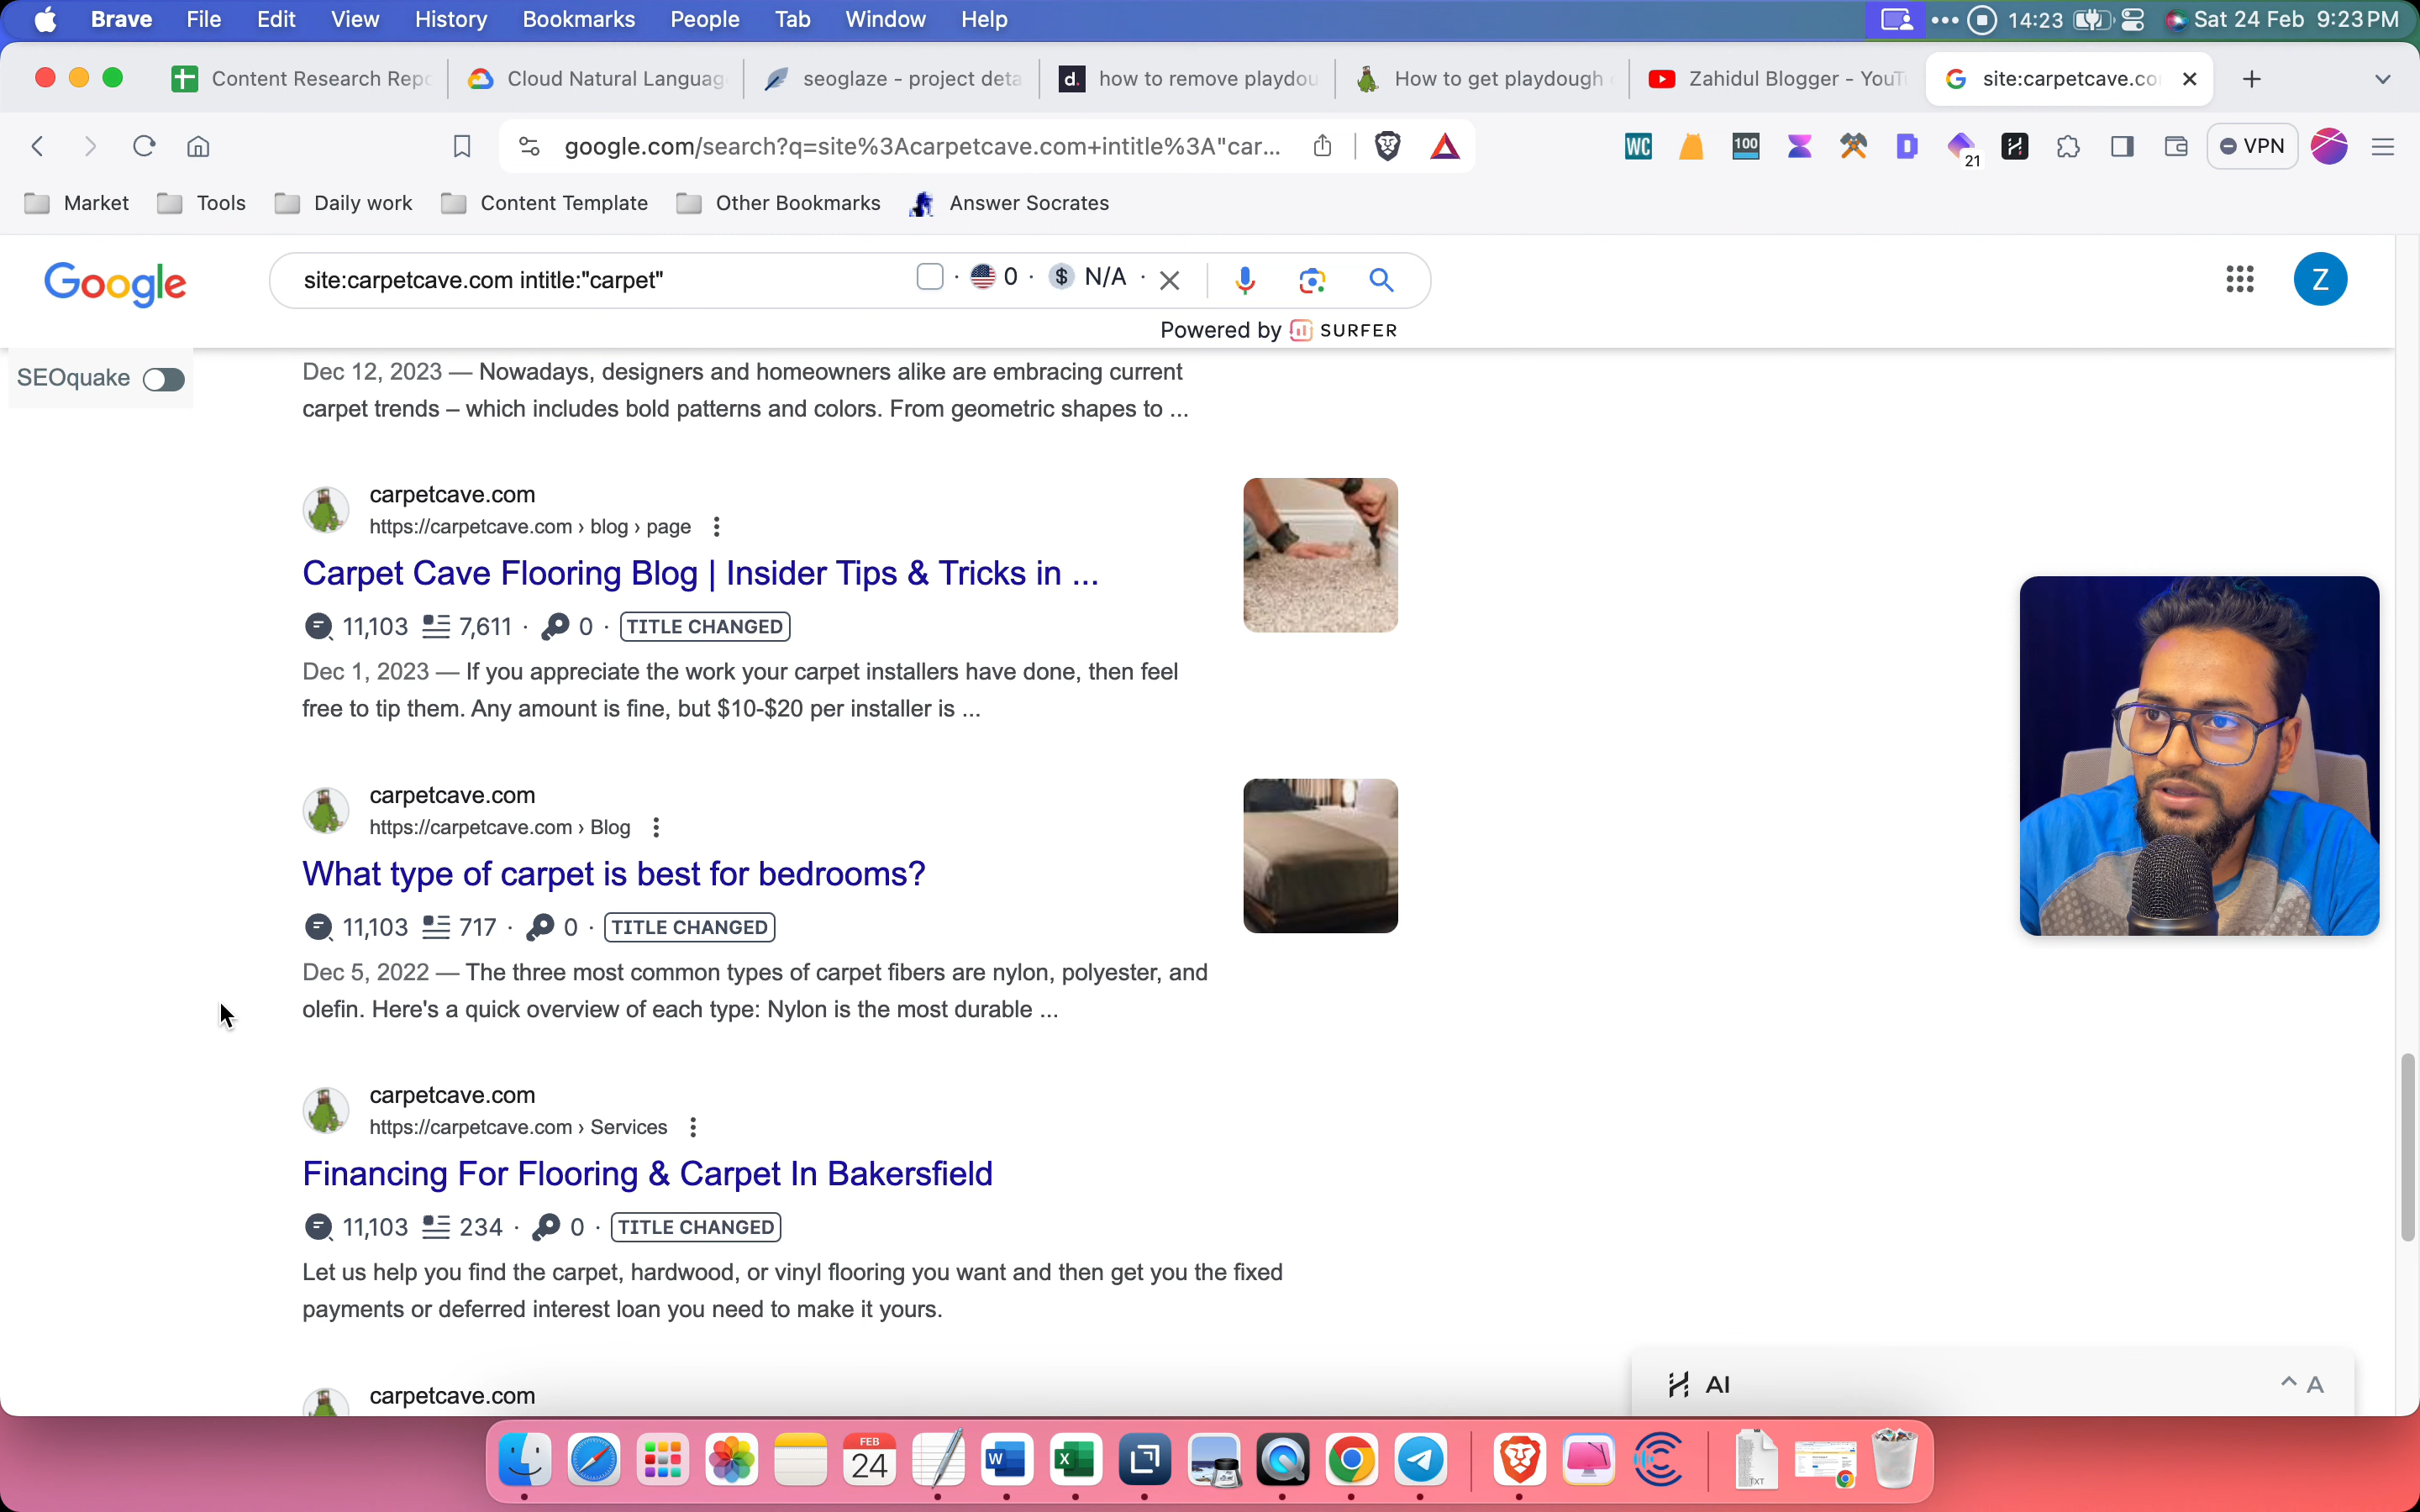 Brave File Edit View History Bookmarks People Tab Window Help
14:23 Sat 24 Feb 9:23 PM
Content Research Repo
Cloud Natural Languag
seoglaze - project deta
how to remove playdou
How to get playdough
Zahidul Blogger - YouT
site:carpetcave.co
google.com/search?q=site%3Acarpetcave.com+intitle%3A"car...
WC 100 21 VPN
Market Tools Daily work Content Template Other Bookmarks Answer Socrates
Google
site:carpetcave.com intitle:"carpet"
0 · $ N/A ·
Z
Powered by SURFER
SEOquake
Dec 12, 2023 — Nowadays, designers and homeowners alike are embracing current
carpet trends – which includes bold patterns and colors. From geometric shapes to ...
carpetcave.com
https://carpetcave.com › blog › page
Carpet Cave Flooring Blog | Insider Tips & Tricks in ...
11,103 7,611 · 0 · TITLE CHANGED
Dec 1, 2023 — If you appreciate the work your carpet installers have done, then feel
free to tip them. Any amount is fine, but $10-$20 per installer is ...
carpetcave.com
https://carpetcave.com › Blog
What type of carpet is best for bedrooms?
11,103 717 · 0 · TITLE CHANGED
Dec 5, 2022 — The three most common types of carpet fibers are nylon, polyester, and
olefin. Here's a quick overview of each type: Nylon is the most durable ...
carpetcave.com
https://carpetcave.com › Services
Financing For Flooring & Carpet In Bakersfield
11,103 234 · 0 · TITLE CHANGED
Let us help you find the carpet, hardwood, or vinyl flooring you want and then get you the fixed
payments or deferred interest loan you need to make it yours.
carpetcave.com
AI
A
FEB
24
W
X
TXT